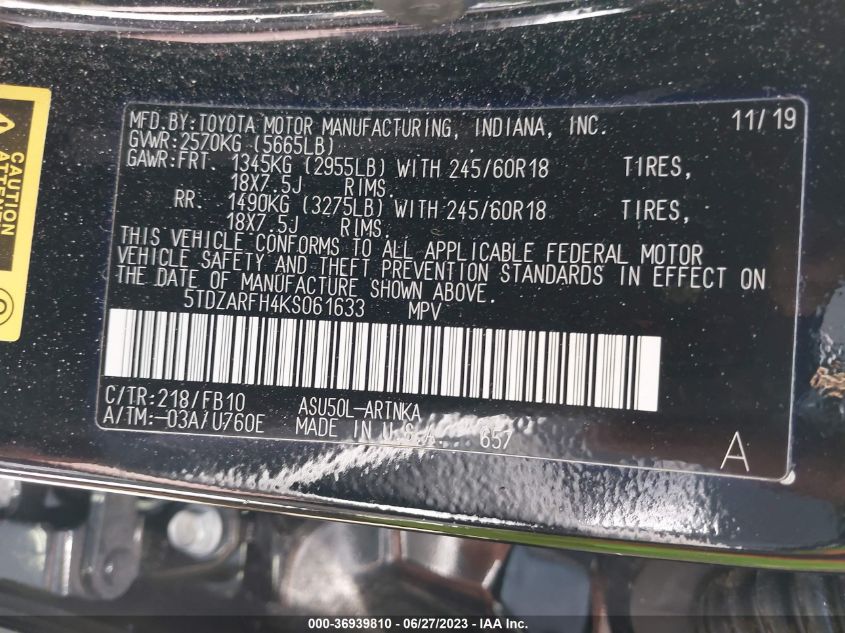 CAUTION
ATTENTI
MFD.BY:TOYOTA MOTOR MANUFACTURING, INDIANA, INC. 11/19
GVWR:2570KG (5665LB)
GAWR:FRT. 1345KG (2955LB) WITH 245/60R18 TIRES,
18X7.5J RIMS.
RR. 1490KG (3275LB) WITH 245/60R18 TIRES,
18X7.5J RIMS.
THIS VEHICLE CONFORMS TO ALL APPLICABLE FEDERAL MOTOR
VEHICLE SAFETY AND THEFT PREVENTION STANDARDS IN EFFECT ON
THE DATE OF MANUFACTURE SHOWN ABOVE.
5TDZARFH4KS061633 MPV
C/TR:218/FB10 ASU50L-ARTNKA
A/TM:-03A/U760E MADE IN U.S.A. 657
A
000-36939810 - 06/27/2023 - © IAA Inc.